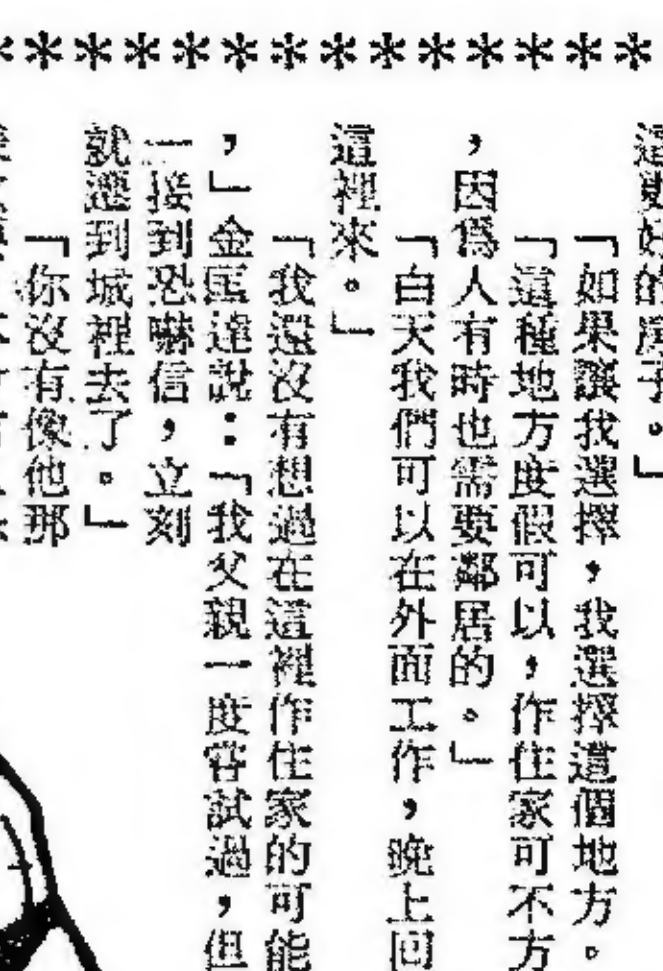 ＊＊＊＊＊＊＊＊＊＊＊＊＊＊
這更好的房子。」
「如果讓我選擇，我選擇這個地方。
「這種地方度假可以，作住家可不方
，因爲人有時也需要鄰居的。」
「白天我們可以在外面工作，晚上回
這裡來。」
「我還沒有想過在這裡作住家的可能
，」金匡達說：「我父親一度嘗試過，但
一接到恐嚇信，立刻
就遷到城裡去了。」
「你沒有像他那